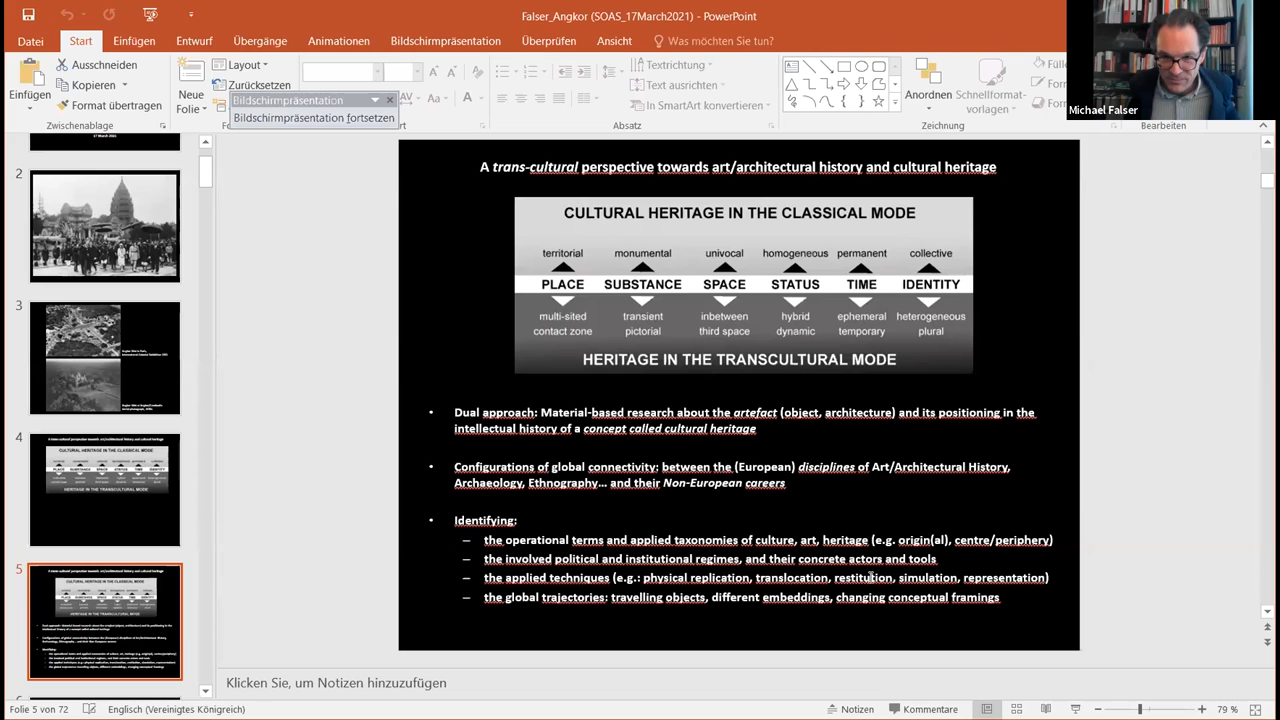 Falser_Angkor (SOAS_17March2021) - PowerPoint
Datei Start Einfügen Entwurf Übergänge Animationen Bildschirmpräsentation Überprüfen Ansicht Was möchten Sie tun?
Michael Falser
Einfügen
Ausschneiden
Kopieren
Format übertragen
Zwischenablage
Neue
Folie
Layout
Zurücksetzen
Bildschirmpräsentation
Bildschirmpräsentation fortsetzen
Textrichtung
Text ausrichten
In SmartArt konvertieren
Absatz
Anordnen
Schnellformat-
vorlagen
Zeichnung
Bearbeiten
17 March 2021
2
3
4
5
A trans-cultural perspective towards art/architectural history and cultural heritage
CULTURAL HERITAGE IN THE CLASSICAL MODE
territorial monumental univocal homogeneous permanent collective
PLACE SUBSTANCE SPACE STATUS TIME IDENTITY
multi-sited transient inbetween hybrid ephemeral heterogeneous
contact zone pictorial third space dynamic temporary plural
HERITAGE IN THE TRANSCULTURAL MODE
• Dual approach: Material-based research about the artefact (object, architecture) and its positioning in the
intellectual history of a concept called cultural heritage
• Configurations of global connectivity between the (European) disciplines of Art/Architectural History,
Archaeology, Ethnography… and their Non-European careers
• Identifying:
– the operational terms and applied taxonomies of culture, art, heritage (e.g. origin(al), centre/periphery)
– the involved political and institutional regimes, and their concrete actors and tools
– the applied techniques (e.g.: physical replication, translation, restitution, simulation, representation)
– the global trajectories: travelling objects, different embeddings, changing conceptual framings
Klicken Sie, um Notizen hinzuzufügen
Folie 5 von 72 Englisch (Vereinigtes Königreich) Notizen Kommentare 79 %